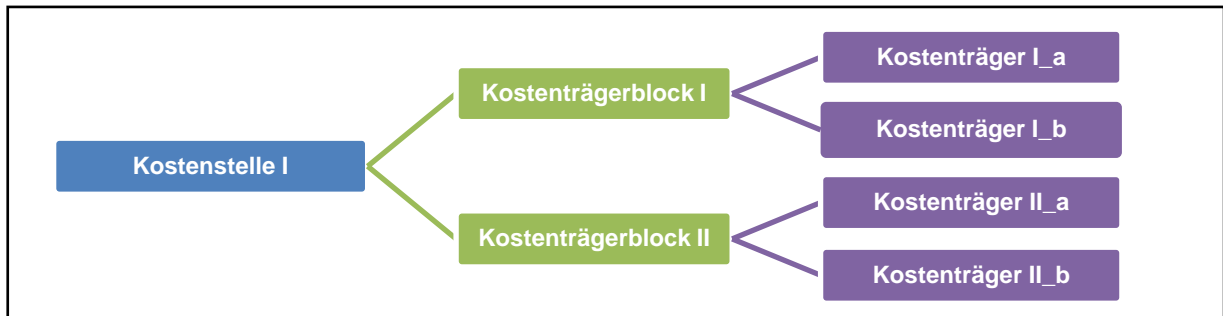 Kostenstelle I
Kostenträgerblock I
Kostenträger I_a
Kostenträger I_b
Kostenträgerblock II
Kostenträger II_a
Kostenträger II_b